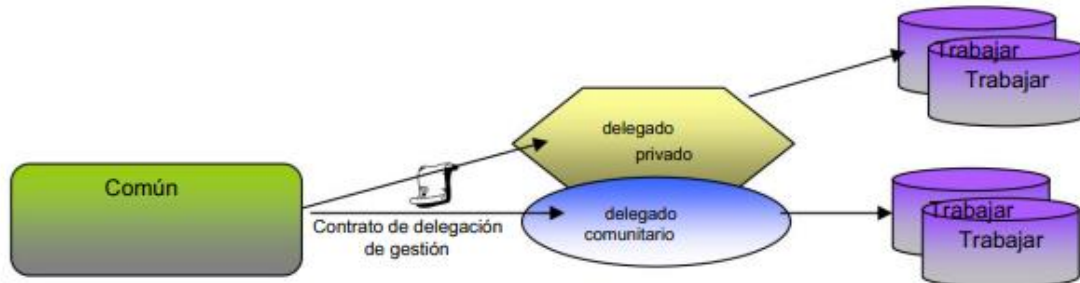 Trabajar
Trabajar
delegado
privado
Común
Contrato de delegación
de gestión
delegado
comunitario
Trabajar
Trabajar